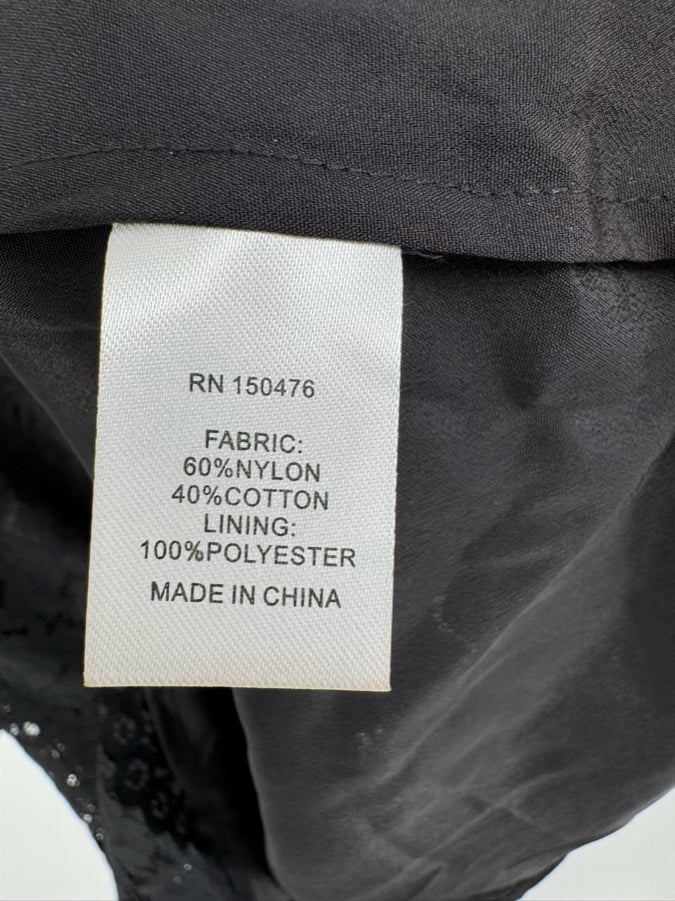 RN 150476
FABRIC:
60%NYLON
40%COTTON
LINING:
100%POLYESTER
MADE IN CHINA